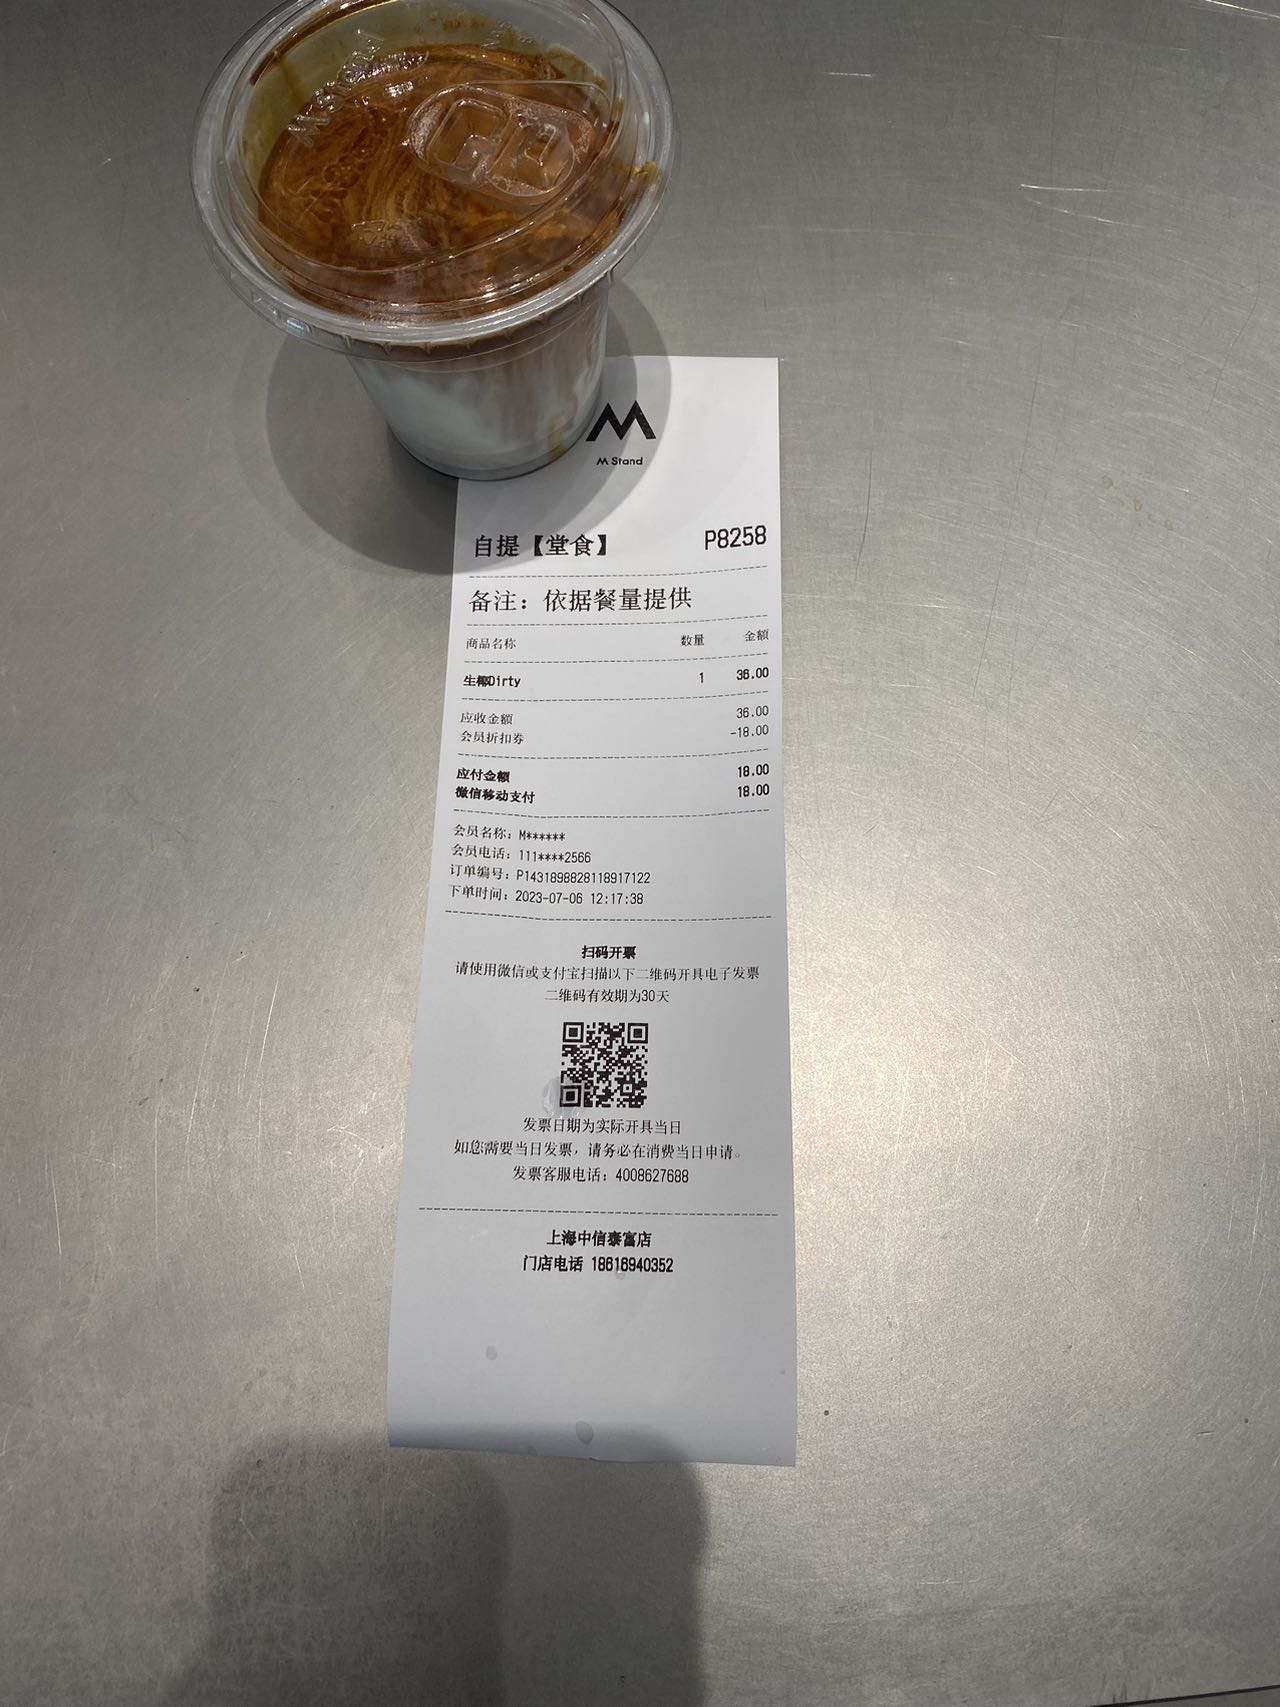 M Stand
M
M Stand
自提【堂食】 P8258
备注：依据餐量提供
商品名称 数量 金额
生椰Dirty 1 36.00
应收金额 36.00
会员折扣券 -18.00
应付金额 18.00
微信移动支付 18.00
会员名称：M******
会员电话：111****2566
订单编号：P1431898828118917122
下单时间：2023-07-06 12:17:38
扫码开票
请使用微信或支付宝扫描以下二维码开具电子发票
二维码有效期为30天
发票日期为实际开具当日
如您需要当日发票，请务必在消费当日申请。
发票客服电话：4008627688
上海中信泰富店
门店电话 18616940352